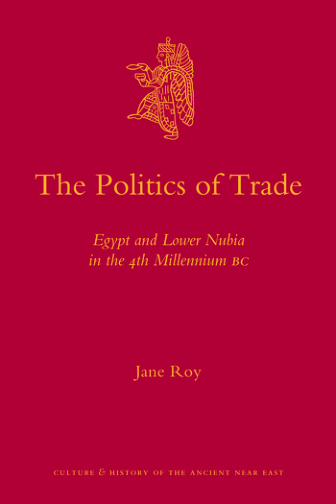 The Politics of Trade
Egypt and Lower Nubia
in the 4th Millennium BC
Jane Roy
CULTURE & HISTORY OF THE ANCIENT NEAR EAST